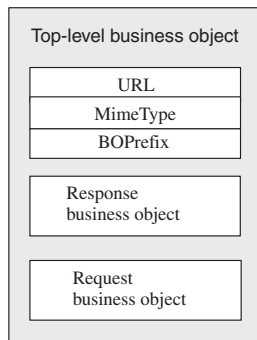 Top-level business object
URL
MimeType
BOPrefix
Response
business object
Request
business object